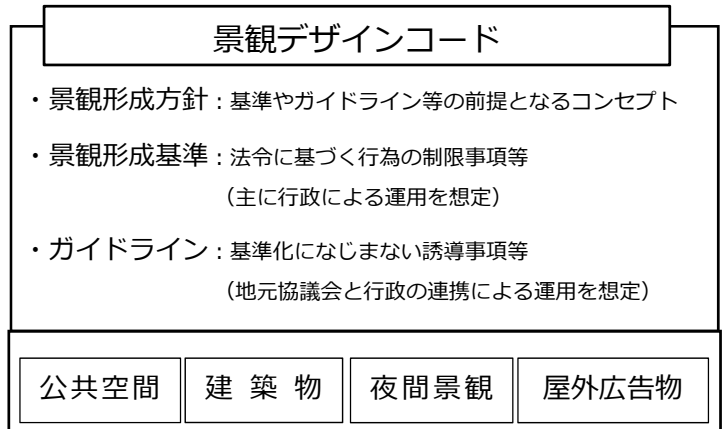 景観デザインコード
・景観形成方針：基準やガイドライン等の前提となるコンセプト
・景観形成基準：法令に基づく行為の制限事項等
（主に行政による運用を想定）
・ガイドライン：基準化になじまない誘導事項等
（地元協議会と行政の連携による運用を想定）
公共空間
建築物
夜間景観
屋外広告物